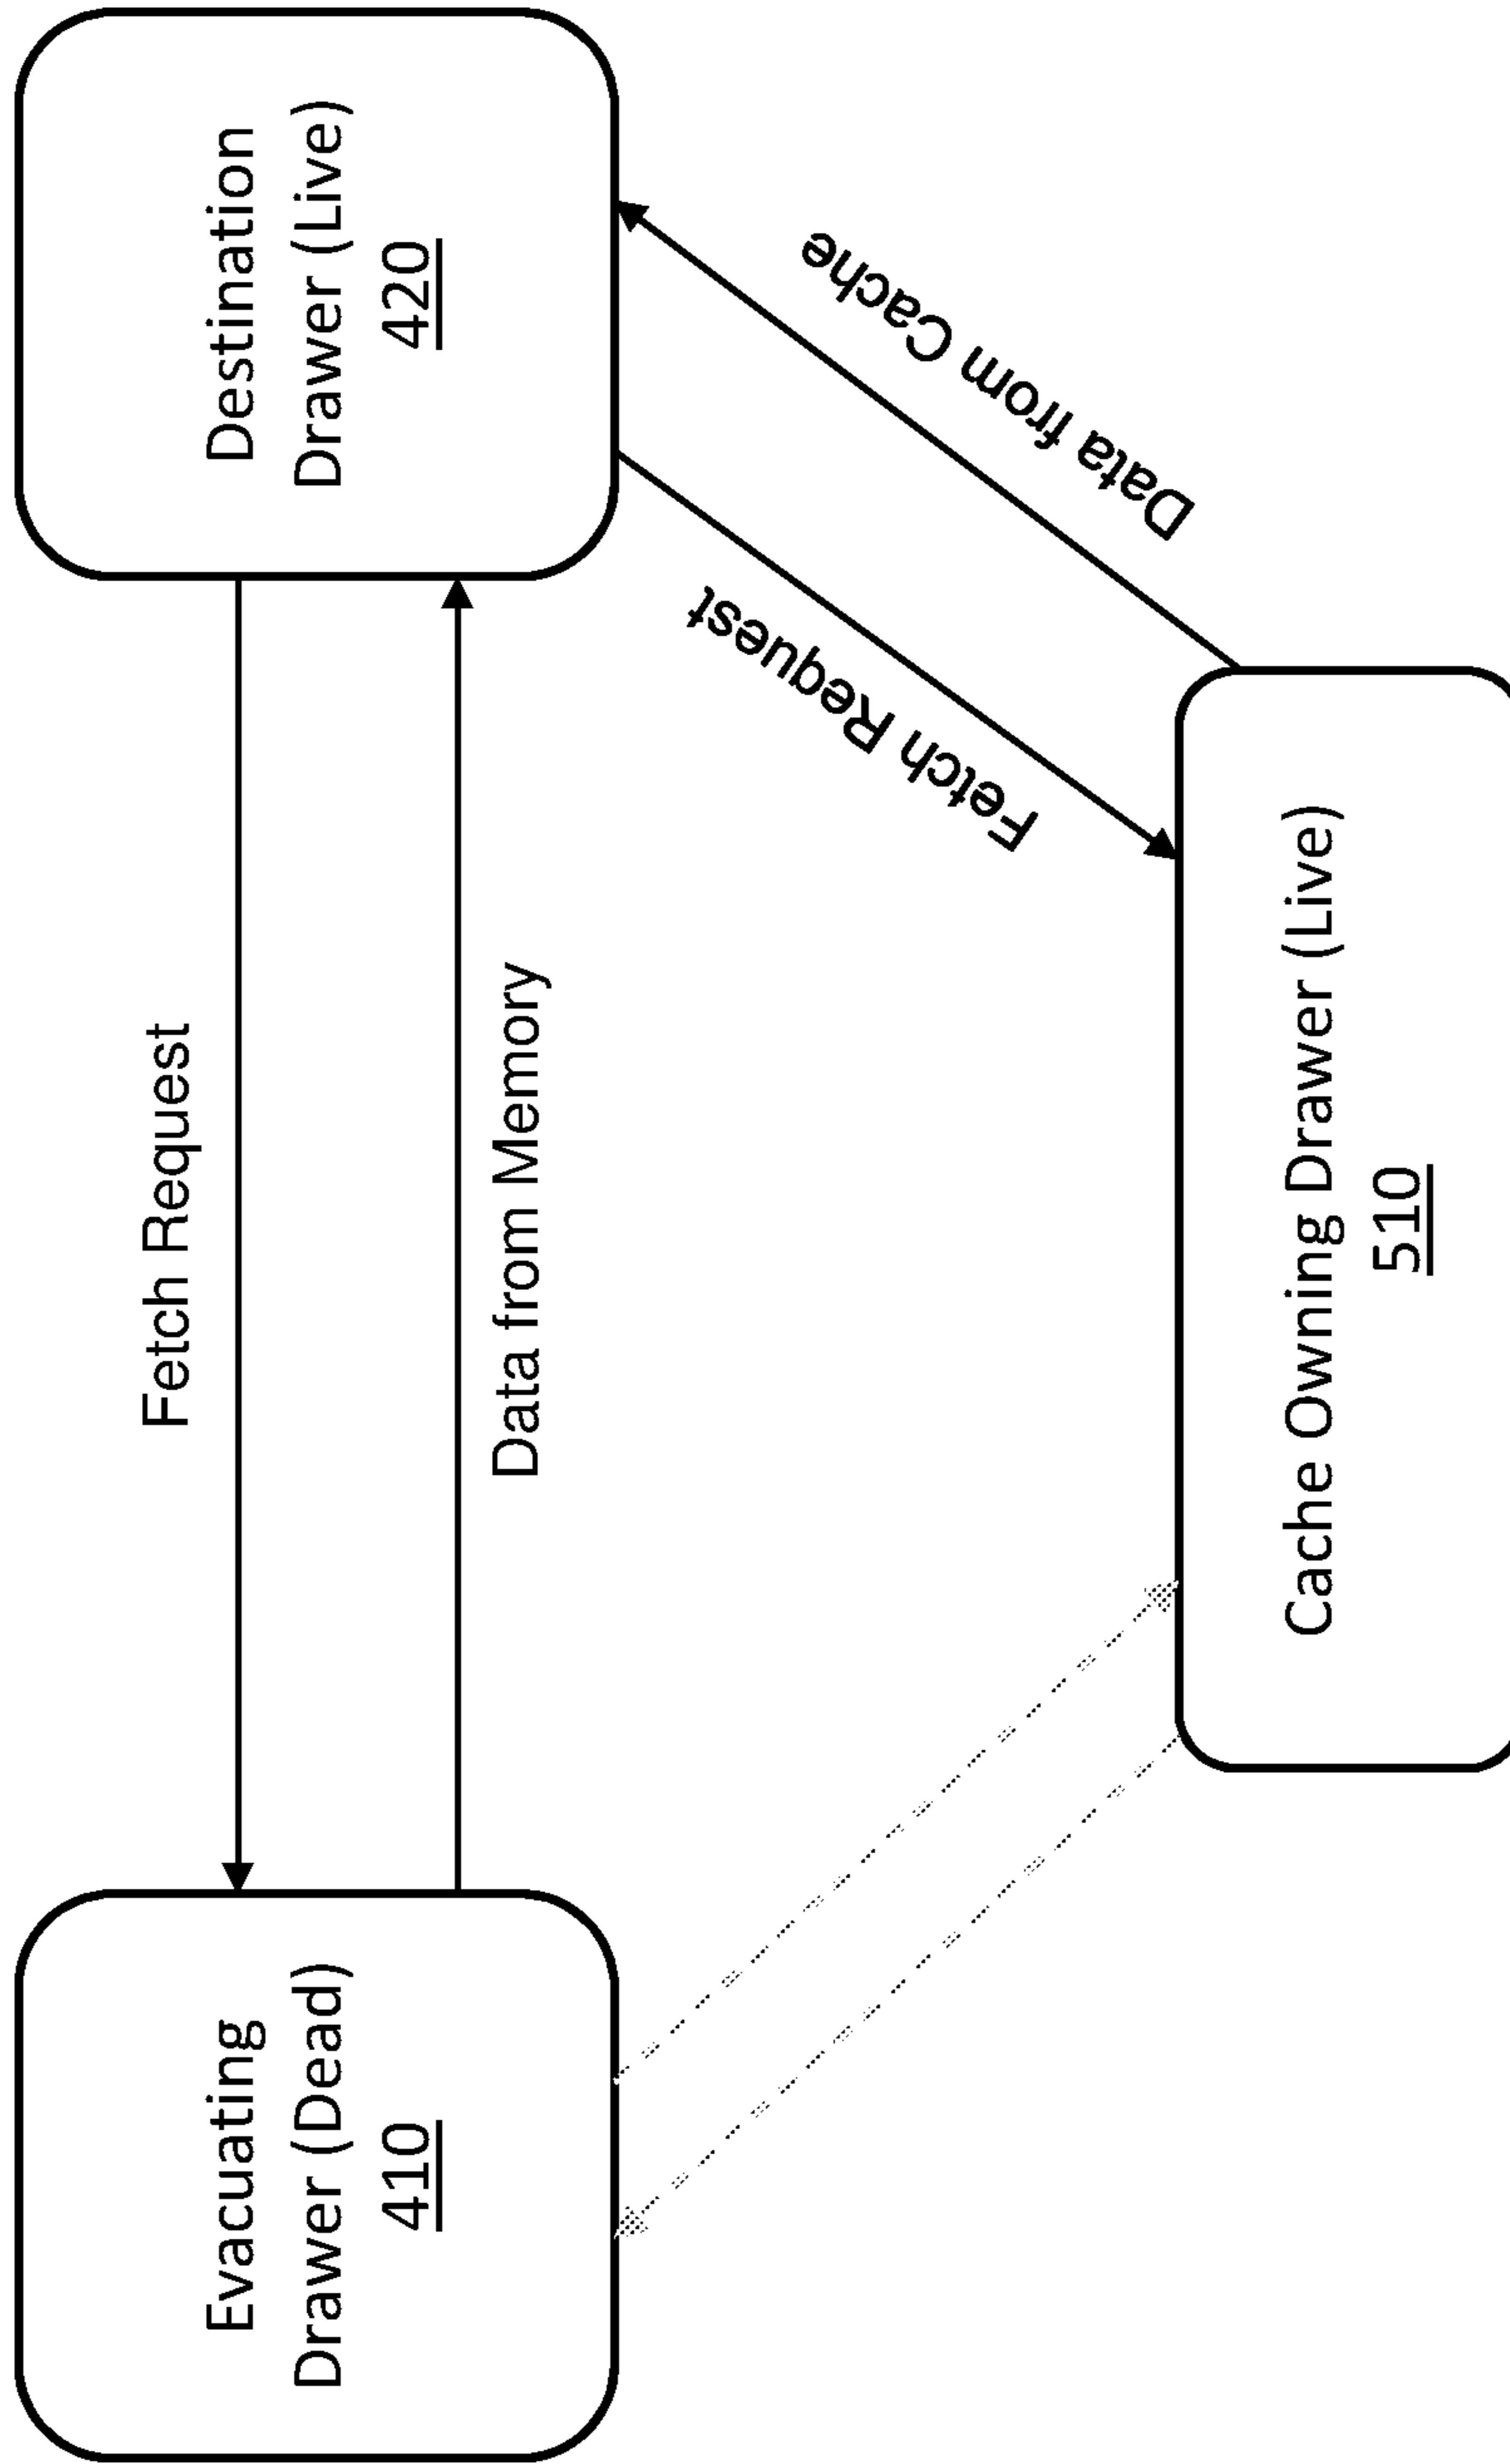 Fetch Request
Evacuating
Drawer (Dead)
410
Destination
Drawer (Live)
420
Data from Memory
Fetch Request
Data from Cache
Cache Owning Drawer (Live)
510